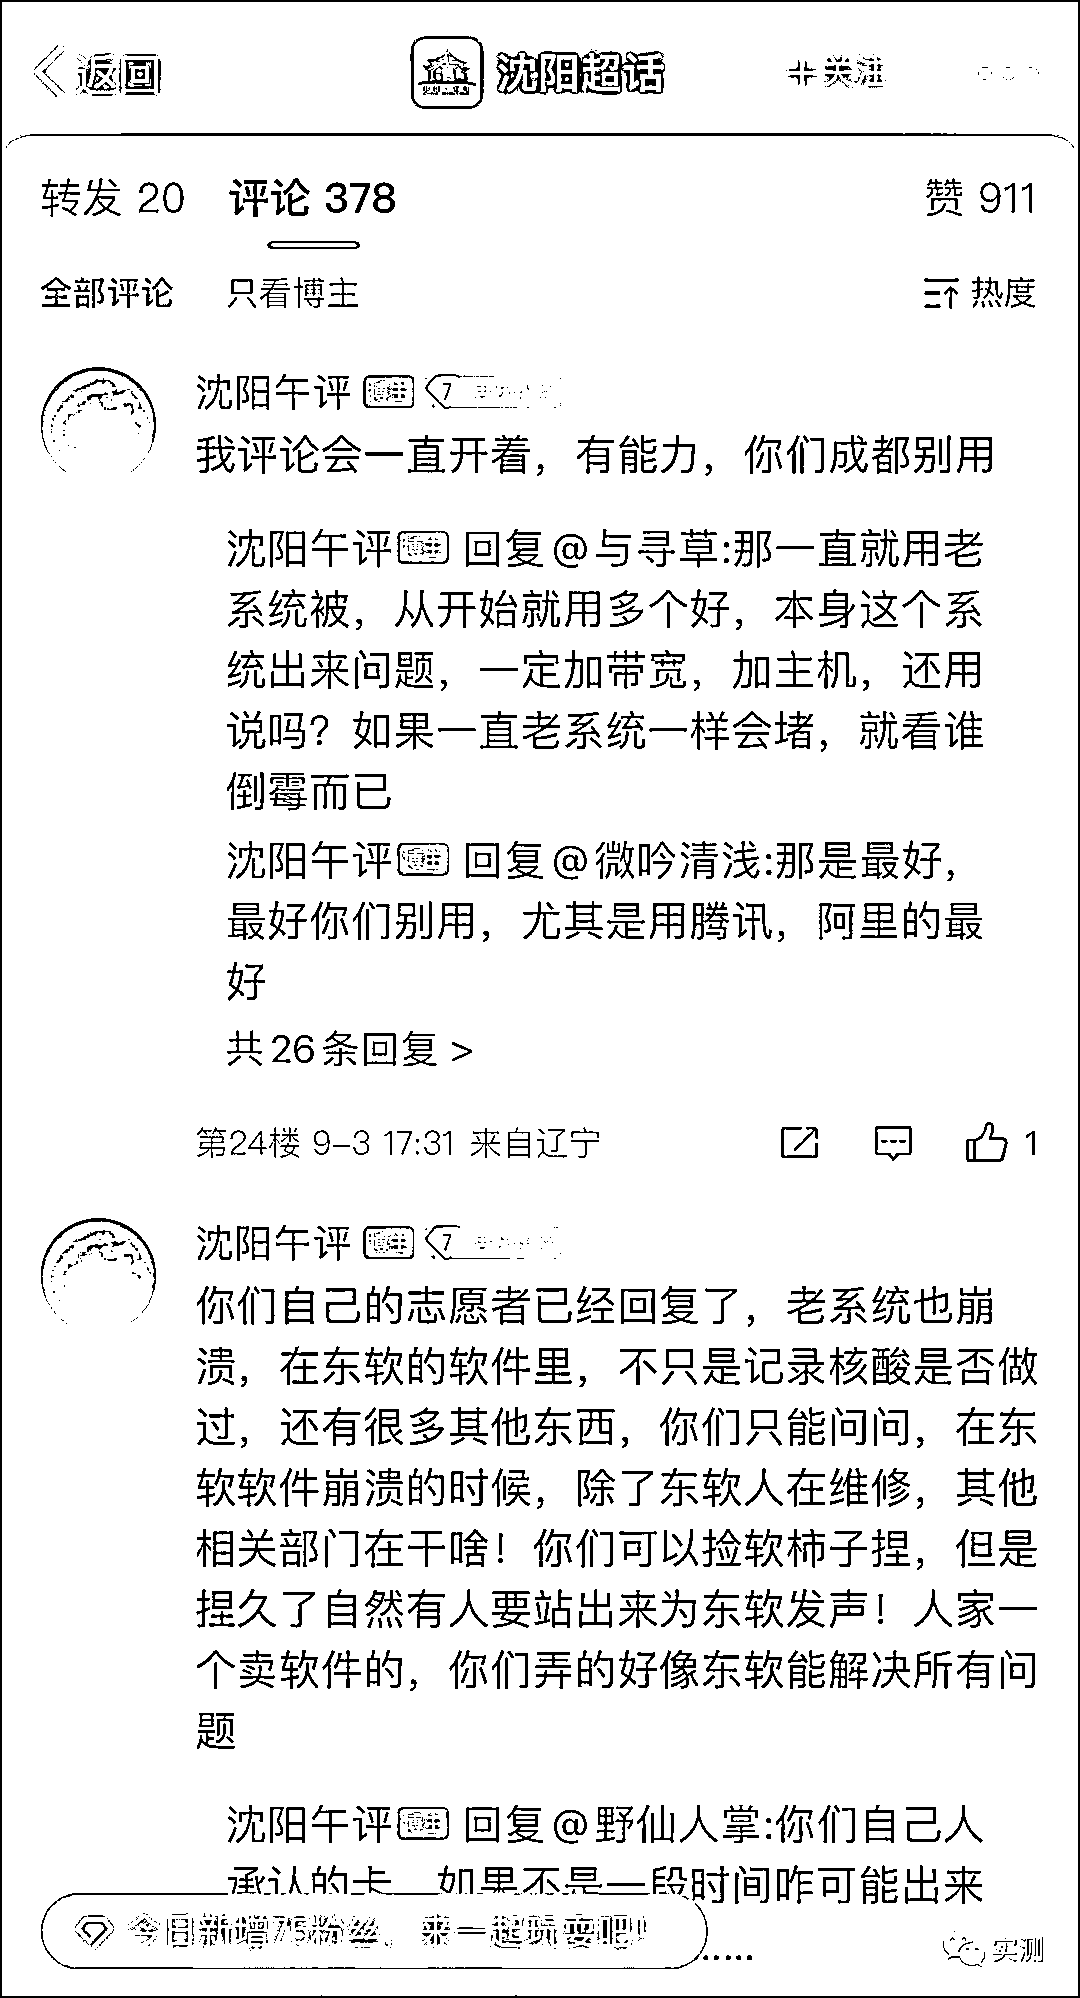 返回
沈阳超话
+关注
转发 20 评论 378 赞 911
全部评论 只看博主 热度
沈阳午评 博主 7
我评论会一直开着，有能力，你们成都别用
沈阳午评 博主 回复@与寻草:那一直就用老
系统被，从开始就用多个好，本身这个系
统出来问题，一定加带宽，加主机，还用
说吗？如果一直老系统一样会堵，就看谁
倒霉而已
沈阳午评 博主 回复@微吟清浅:那是最好，
最好你们别用，尤其是用腾讯，阿里的最
好
共26条回复 >
第24楼 9-3 17:31 来自辽宁 1
沈阳午评 博主 7
你们自己的志愿者已经回复了，老系统也崩
溃，在东软的软件里，不只是记录核酸是否做
过，还有很多其他东西，你们只能问问，在东
软软件崩溃的时候，除了东软人在维修，其他
相关部门在干啥！你们可以捡软柿子捏，但是
捏久了自然有人要站出来为东软发声！人家一
个卖软件的，你们弄的好像东软能解决所有问
题
沈阳午评 博主 回复@野仙人掌:你们自己人
承认的卡，如果不是一段时间咋可能出来
今日新增75粉丝，来一起玩耍吧! ......
实测